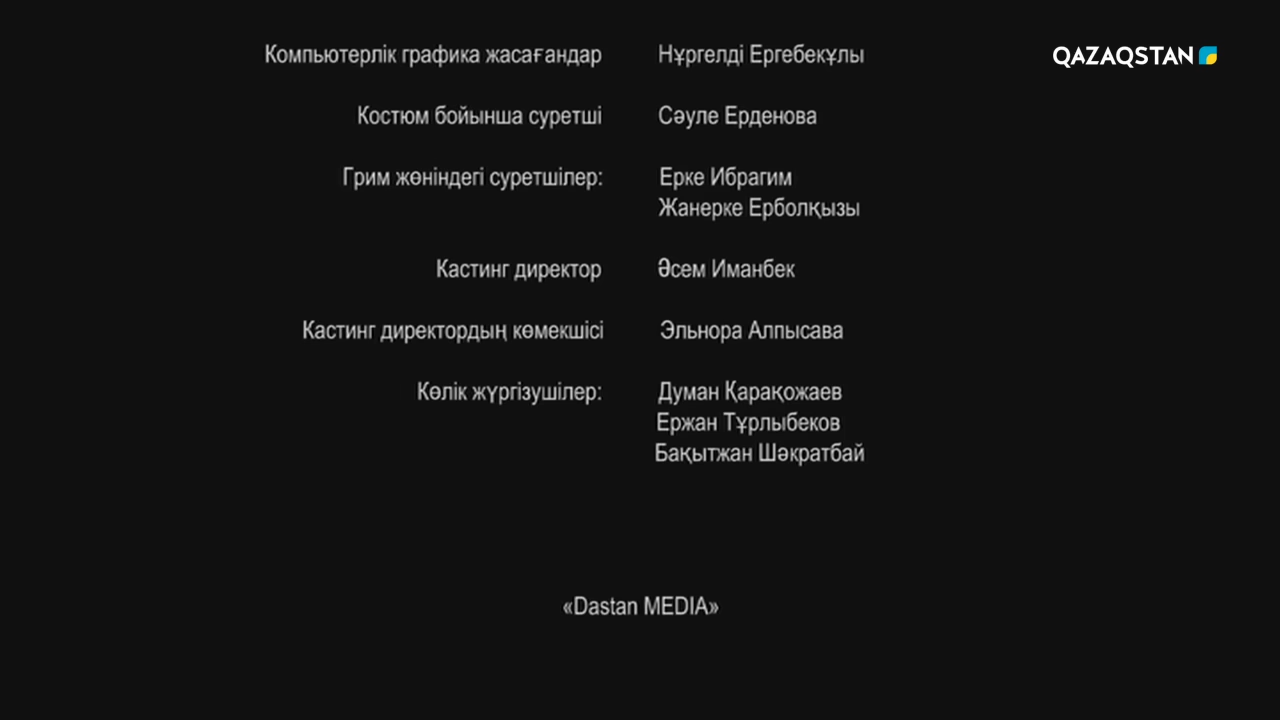 QAZAQSTAN
Компьютерлік графика жасағандар Нұргелді Ергебекұлы
Костюм бойынша суретші Сәуле Ерденова
Грим жөніндегі суретшілер: Ерке Ибрагим
Жанерке Ерболқызы
Кастинг директор Әсем Иманбек
Кастинг директордың көмекшісі Эльнора Алпысава
Көлік жүргізушілер: Думан Қарақожаев
Ержан Тұрлыбеков
Бақытжан Шәкратбай
«Dastan MEDIA»